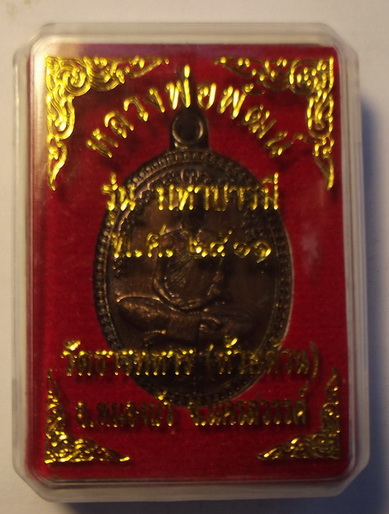 หลวงพ่อพัฒน์
รุ่น มหาบารมี
พ.ศ. ๒๕๖๑
วัดธารทหาร (ห้วยด้วน)
อ.หนองบัว จ.นครสวรรค์